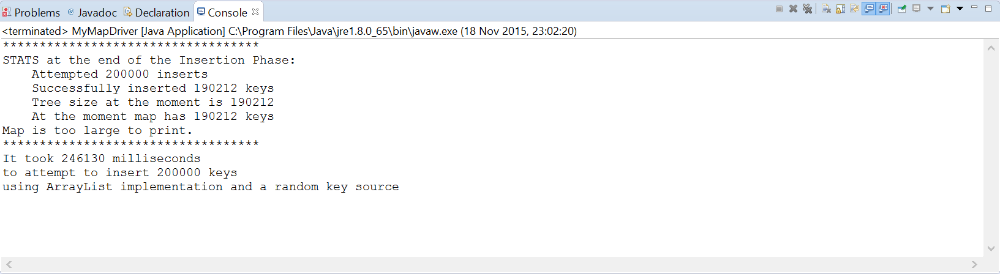 Problems @ Javadoc Declaration Console
<terminated> MyMapDriver [Java Application] C:\Program Files\Java\jre1.8.0_65\bin\javaw.exe (18 Nov 2015, 23:02:20)
***********************************
STATS at the end of the Insertion Phase:
    Attempted 200000 inserts
    Successfully inserted 190212 keys
    Tree size at the moment is 190212
    At the moment map has 190212 keys
Map is too large to print.
***********************************
It took 246130 milliseconds
to attempt to insert 200000 keys
using ArrayList implementation and a random key source